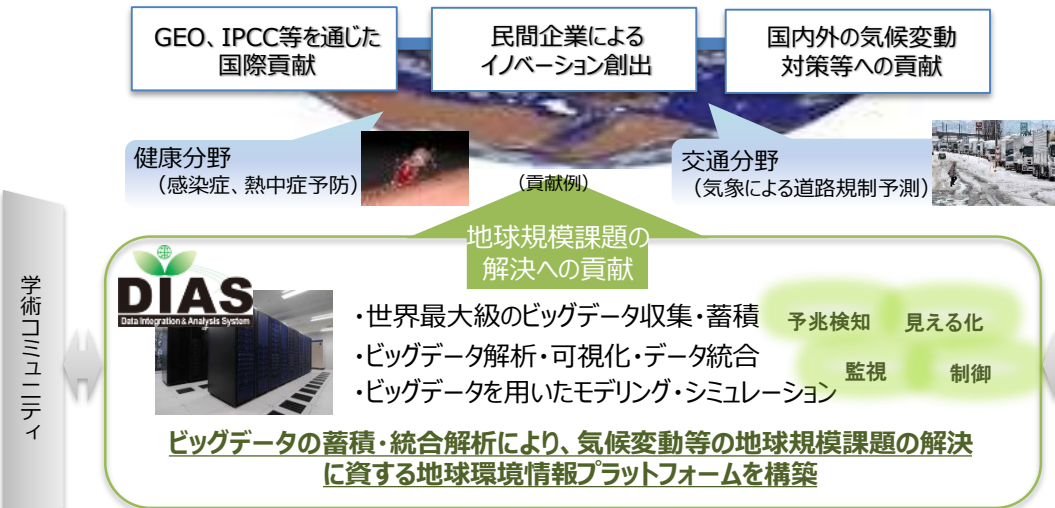 GEO、IPCC等を通じた
国際貢献
民間企業による
イノベーション創出
国内外の気候変動
対策等への貢献
健康分野
（感染症、熱中症予防）
（貢献例）
交通分野
（気象による道路規制予測）
地球規模課題の
解決への貢献
学術コミュニティ
DIAS
Data Integration & Analysis System
・世界最大級のビッグデータ収集・蓄積
・ビッグデータ解析・可視化・データ統合
・ビッグデータを用いたモデリング・シミュレーション
予兆検知
見える化
監視
制御
ビッグデータの蓄積・統合解析により、気候変動等の地球規模課題の解決
に資する地球環境情報プラットフォームを構築